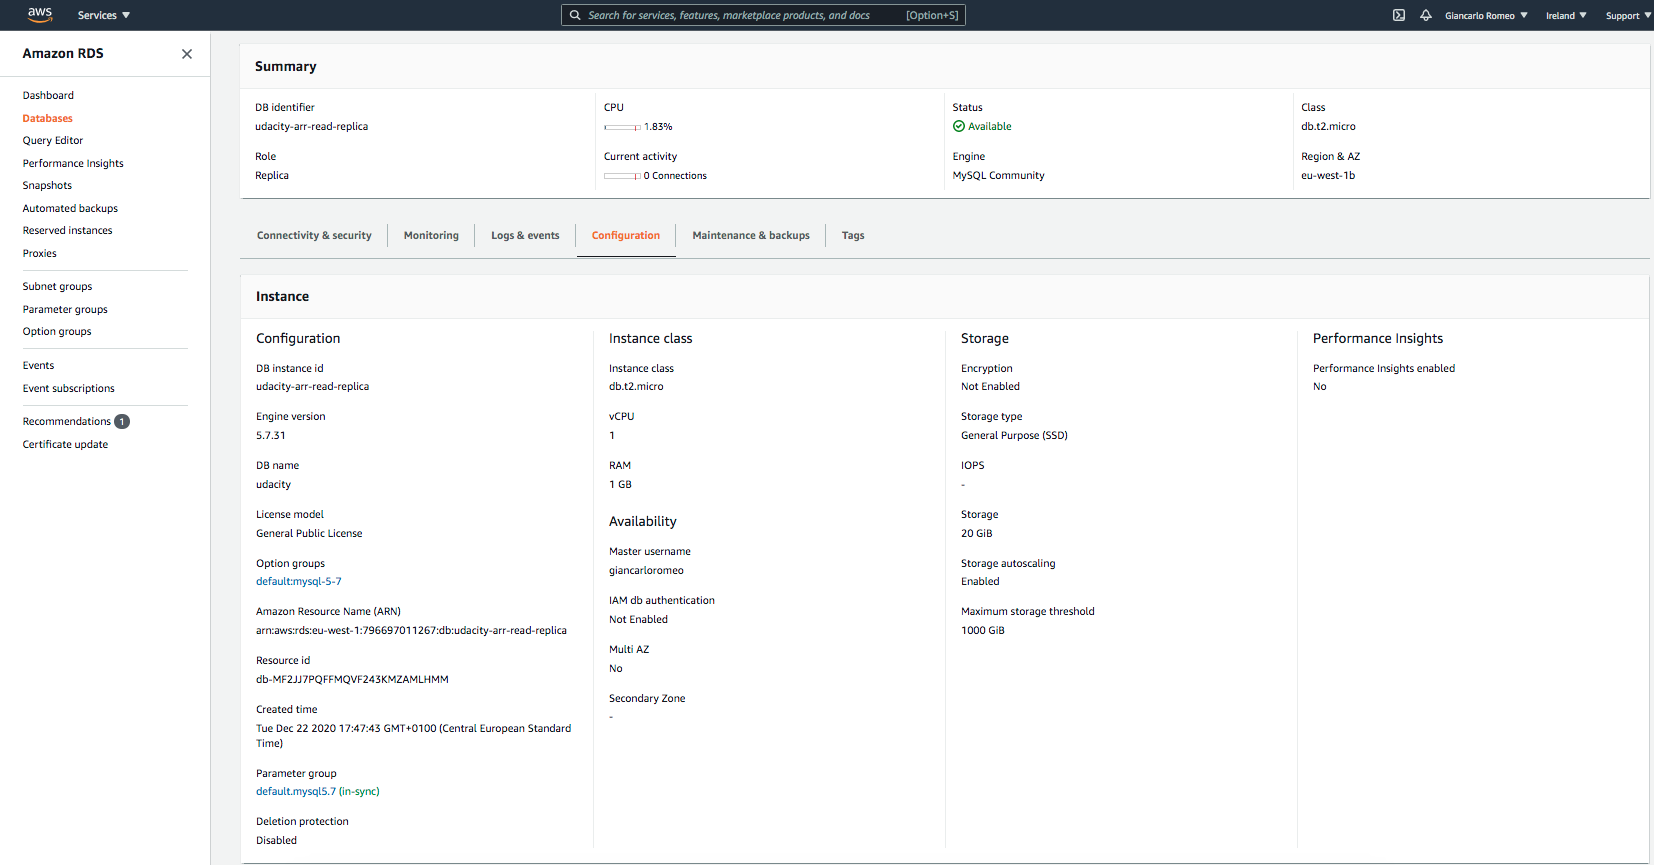 aws
Services ▼
Search for services, features, marketplace products, and docs
[Option+S]
Giancarlo Romeo ▼
Ireland ▼
Support ▼
Amazon RDS
Dashboard
Databases
Query Editor
Performance Insights
Snapshots
Automated backups
Reserved instances
Proxies
Subnet groups
Parameter groups
Option groups
Events
Event subscriptions
Recommendations 1
Certificate update
Summary
DB identifier
udacity-arr-read-replica
Role
Replica
CPU
1.83%
Current activity
0 Connections
Status
Available
Engine
MySQL Community
Class
db.t2.micro
Region & AZ
eu-west-1b
Connectivity & security
Monitoring
Logs & events
Configuration
Maintenance & backups
Tags
Instance
Configuration
DB instance id
udacity-arr-read-replica
Engine version
5.7.31
DB name
udacity
License model
General Public License
Option groups
default:mysql-5-7
Amazon Resource Name (ARN)
arn:aws:rds:eu-west-1:796697011267:db:udacity-arr-read-replica
Resource id
db-MF2JJ7PQFFMQVF243KMZAMLHMM
Created time
Tue Dec 22 2020 17:47:43 GMT+0100 (Central European Standard
Time)
Parameter group
default.mysql5.7 (in-sync)
Deletion protection
Disabled
Instance class
Instance class
db.t2.micro
vCPU
1
RAM
1 GB
Availability
Master username
giancarloromeo
IAM db authentication
Not Enabled
Multi AZ
No
Secondary Zone
-
Storage
Encryption
Not Enabled
Storage type
General Purpose (SSD)
IOPS
-
Storage
20 GiB
Storage autoscaling
Enabled
Maximum storage threshold
1000 GiB
Performance Insights
Performance Insights enabled
No